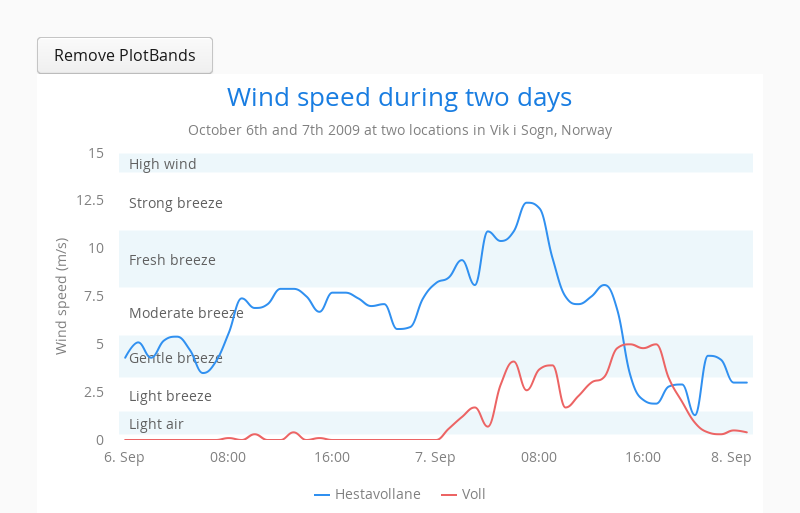 Remove PlotBands
Wind speed during two days
October 6th and 7th 2009 at two locations in Vik i Sogn, Norway
Wind speed (m/s)
15
12.5
10
7.5
5
2.5
0
High wind
Strong breeze
Fresh breeze
Moderate breeze
Gentle breeze
Light breeze
Light air
6. Sep 08:00 16:00 7. Sep 08:00 16:00 8. Sep
Hestavollane Voll